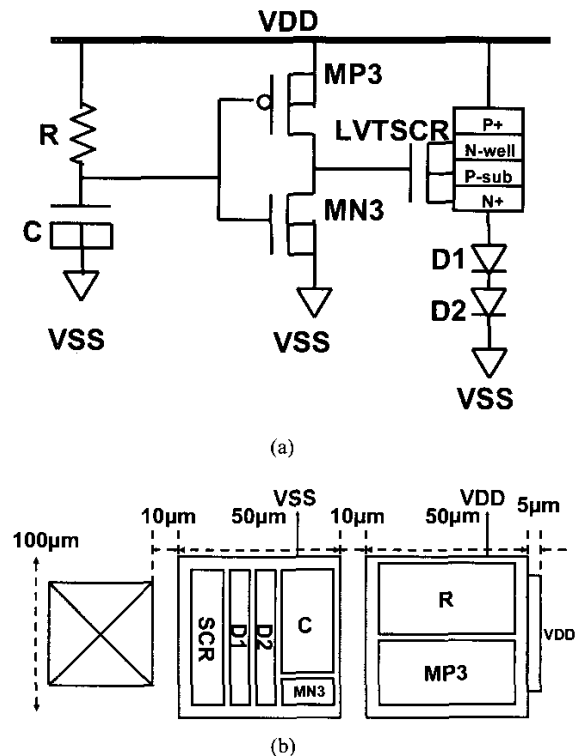 VDD
MP3
R
LVTSCR
P+
N-well
P-sub
N+
C
MN3
D1
D2
VSS
VSS
VSS
(a)
VSS
VDD
10μm
50μm
10μm
50μm
5μm
100μm
SCR
D1
D2
C
MN3
R
MP3
VDD
(b)